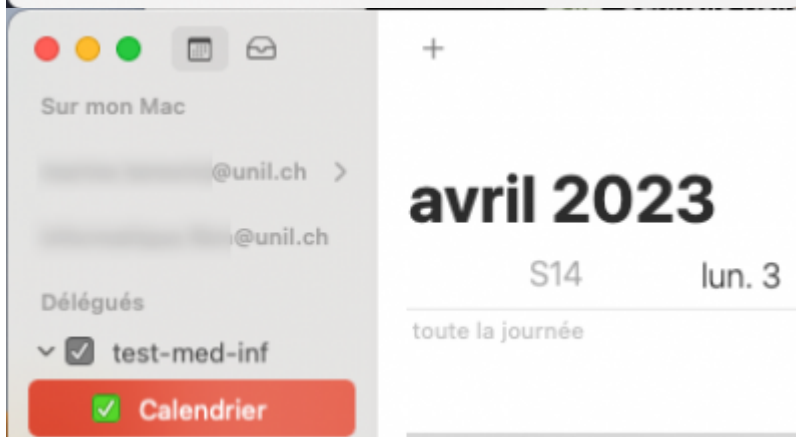 Sur mon Mac
@unil.ch
@unil.ch
Délégués
test-med-inf
Calendrier
avril 2023
S14 lun. 3
toute la journée